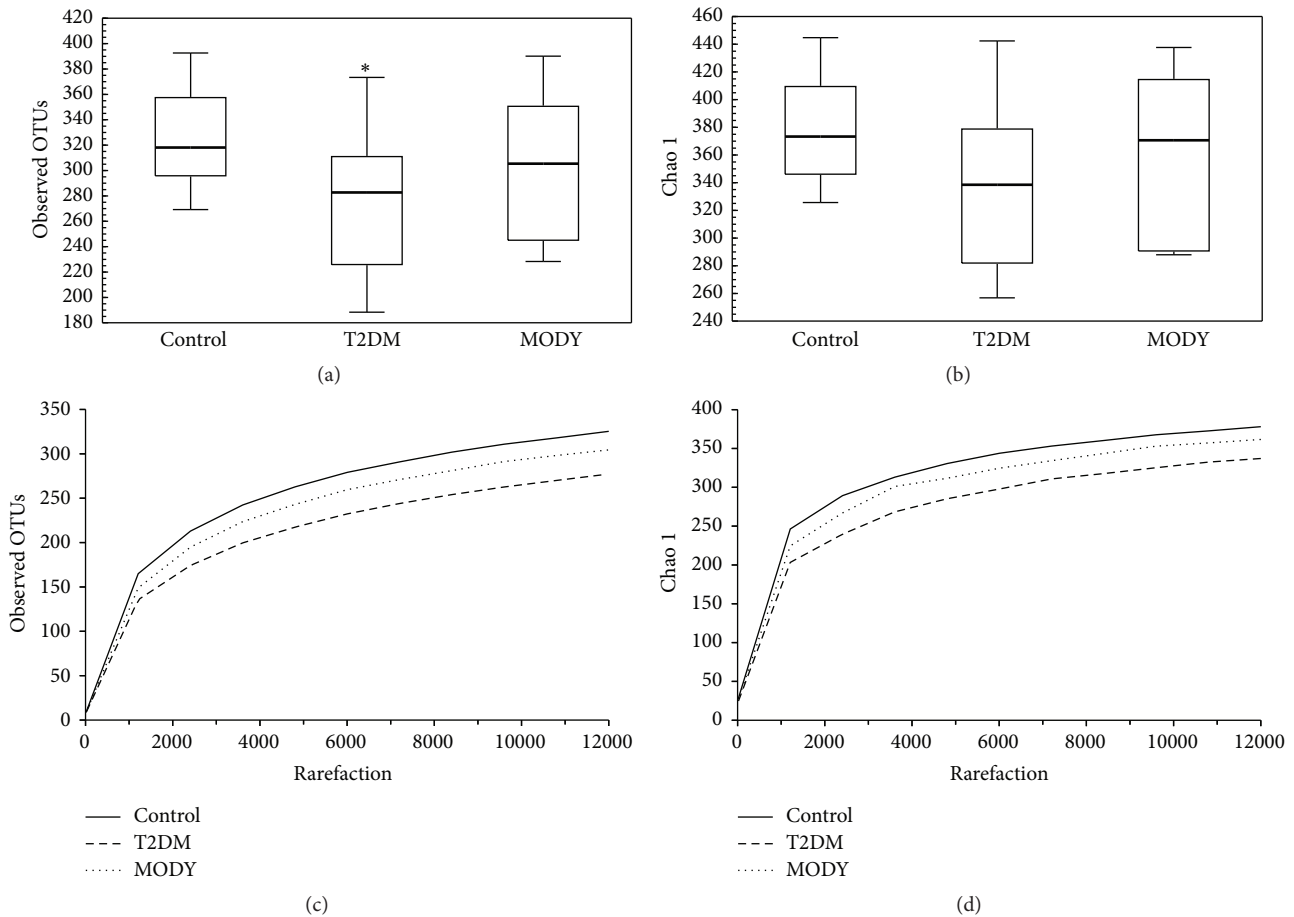 420
400
380
360
340
320
300
280
260
240
220
200
180
Observed OTUs
*
Control
T2DM
MODY
(a)
460
440
420
400
380
360
340
320
300
280
260
240
Chao 1
Control
T2DM
MODY
(b)
350
300
250
200
150
100
50
0
Observed OTUs
0
2000
4000
6000
8000
10000
12000
Rarefaction
Control
T2DM
MODY
(c)
400
350
300
250
200
150
100
50
0
Chao 1
0
2000
4000
6000
8000
10000
12000
Rarefaction
Control
T2DM
MODY
(d)